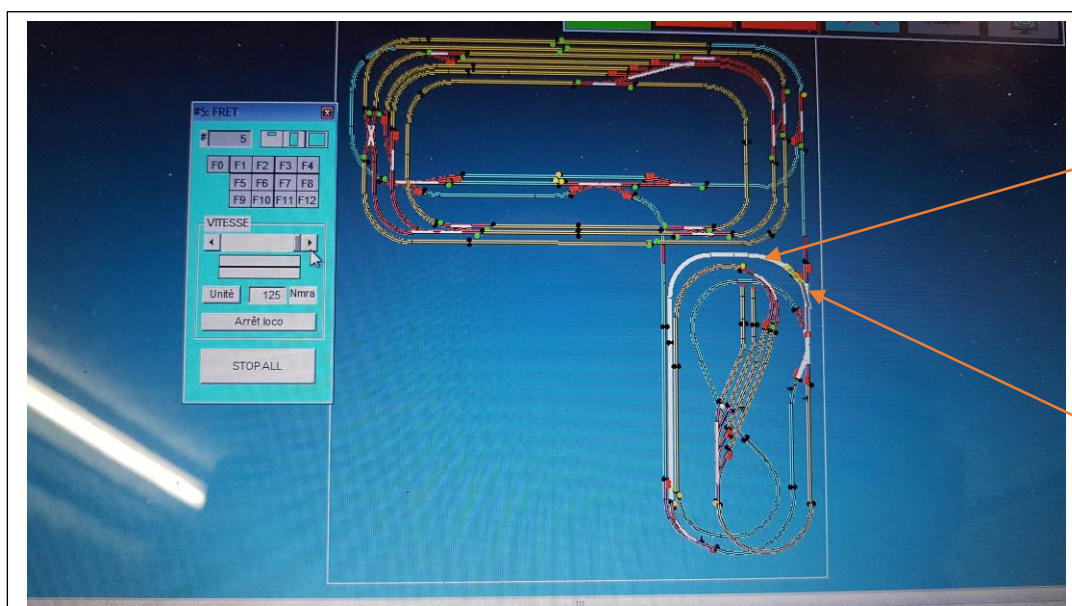 #5: FRET
# 5
F0 F1 F2 F3 F4
F5 F6 F7 F8
F9 F10 F11 F12
VITESSE
Unité 125 Nmra
Arrêt loco
STOP ALL